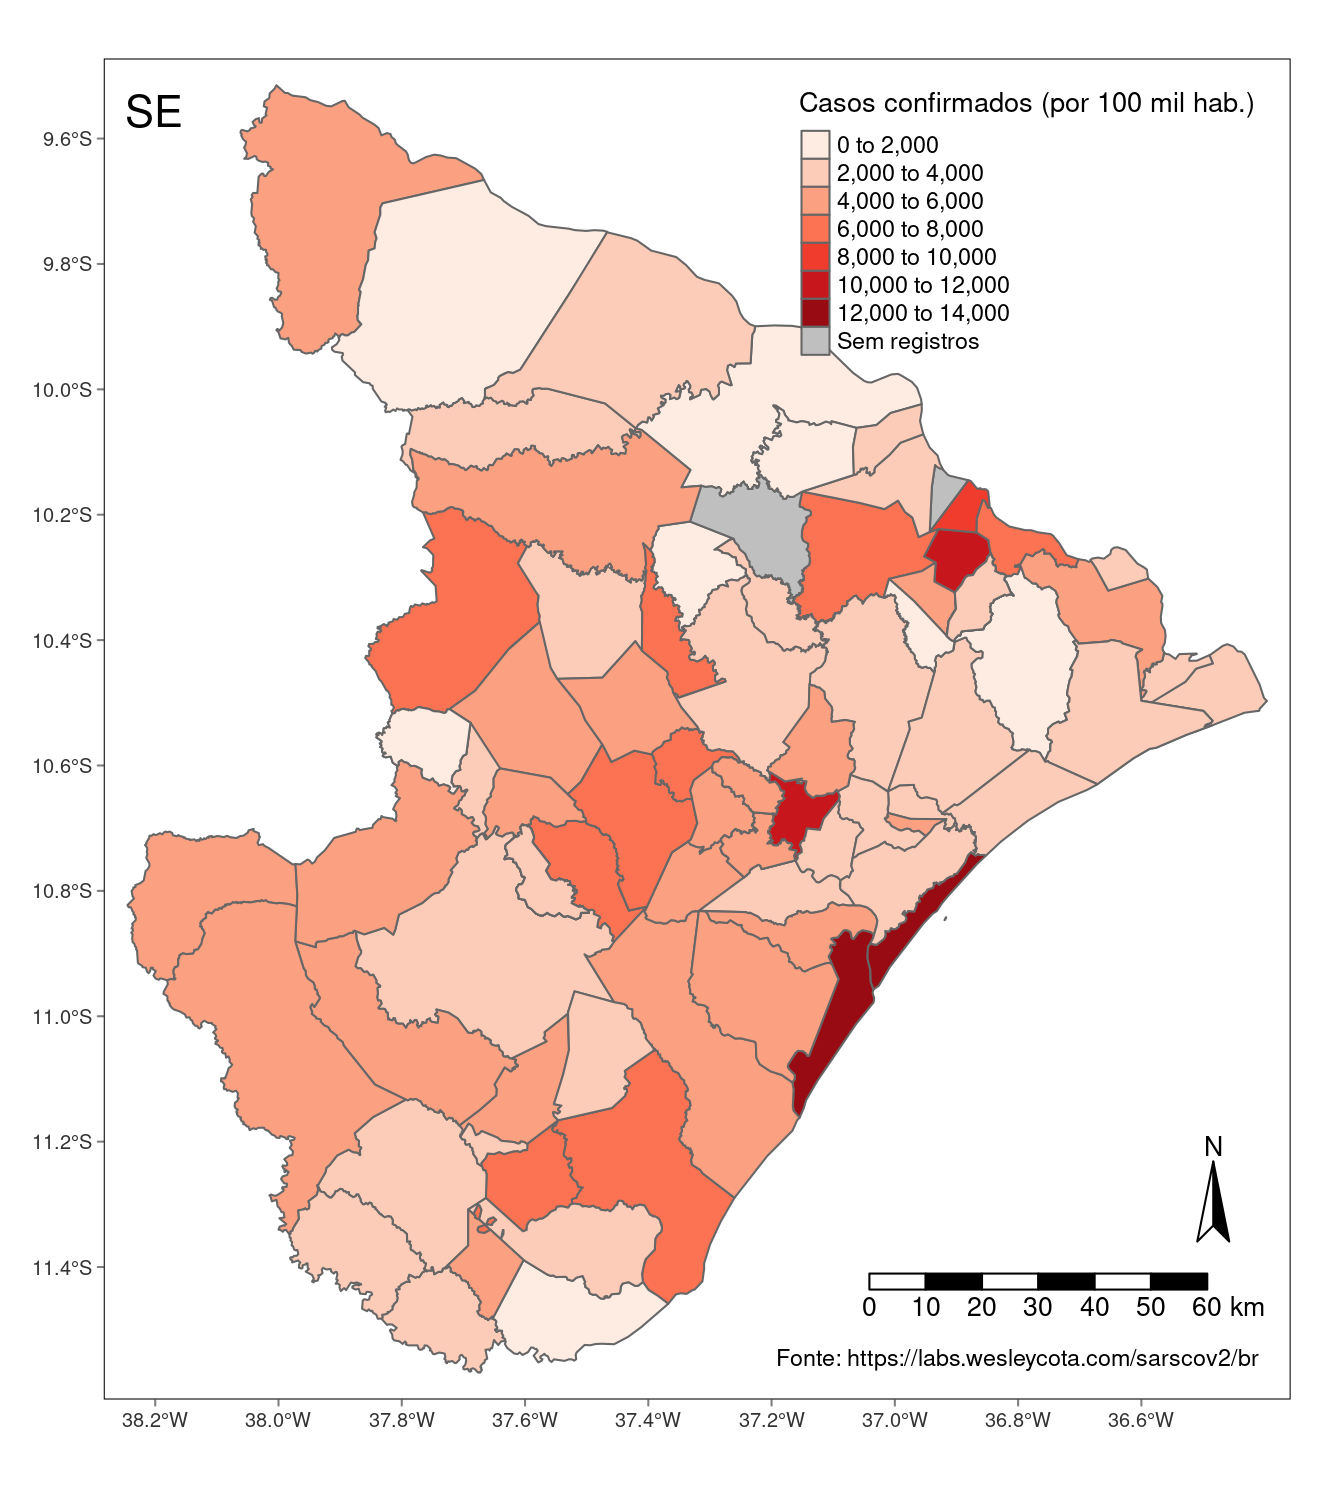 SE
Casos confirmados (por 100 mil hab.)
0 to 2,000
2,000 to 4,000
4,000 to 6,000
6,000 to 8,000
8,000 to 10,000
10,000 to 12,000
12,000 to 14,000
Sem registros
9.6°S
9.8°S
10.0°S
10.2°S
10.4°S
10.6°S
10.8°S
11.0°S
11.2°S
11.4°S
N
0 10 20 30 40 50 60 km
Fonte: https://labs.wesleycota.com/sarscov2/br
38.2°W 38.0°W 37.8°W 37.6°W 37.4°W 37.2°W 37.0°W 36.8°W 36.6°W